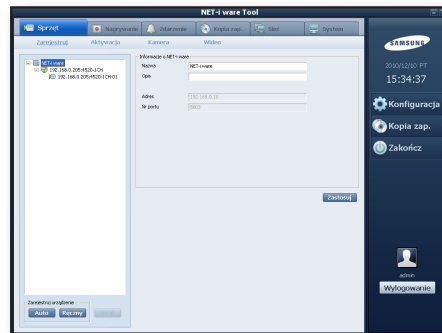 NET-i ware Tool
Sprzęt
Nagrywanie
Zdarzenie
Kopia zap.
Sieć
System
Zarejestruj
Aktywacja
Kamera
Wideo
NET-i ware
192.168.0.205:4520-1CH
192.168.0.205:4520-1CH-01
Informacje o NET-i ware
Nazwa
NET-i ware
Opis
Adres
192.168.0.10
Nr portu
Zastosuj
Zarejestruj urządzenie
Auto
Ręczny
SAMSUNG
2010/12/10 PT
15:34:37
Konfiguracja
Kopia zap.
Zakończ
admin
Wylogowanie